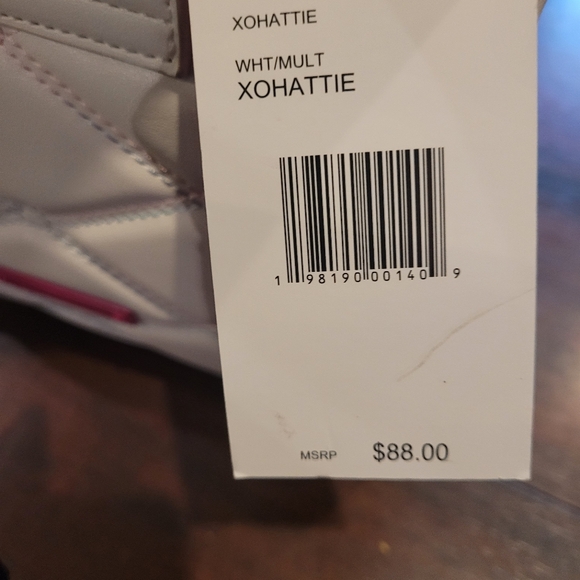 XOHATTIE
WHT/MULT
XOHATTIE
1 98190 00140 9
MSRP $88.00